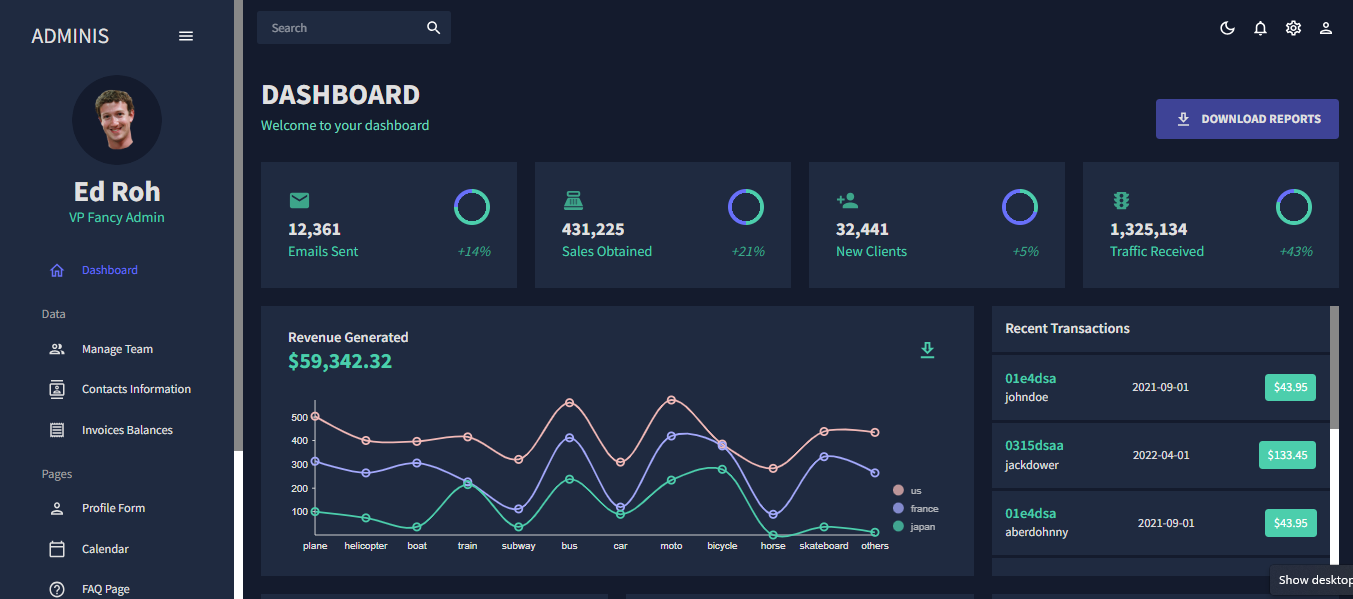 ADMINIS
Ed Roh
VP Fancy Admin
Dashboard
Data
Manage Team
Contacts Information
Invoices Balances
Pages
Profile Form
Calendar
FAQ Page
Search
DASHBOARD
Welcome to your dashboard
DOWNLOAD REPORTS
12,361
Emails Sent +14%
431,225
Sales Obtained +21%
32,441
New Clients +5%
1,325,134
Traffic Received +43%
Revenue Generated
$59,342.32
500
400
300
200
100
plane helicopter boat train subway bus car moto bicycle horse skateboard others
us
france
japan
Recent Transactions
01e4dsa
johndoe
2021-09-01
$43.95
0315dsaa
jackdower
2022-04-01
$133.45
01e4dsa
aberdohnny
2021-09-01
$43.95
Show desktop